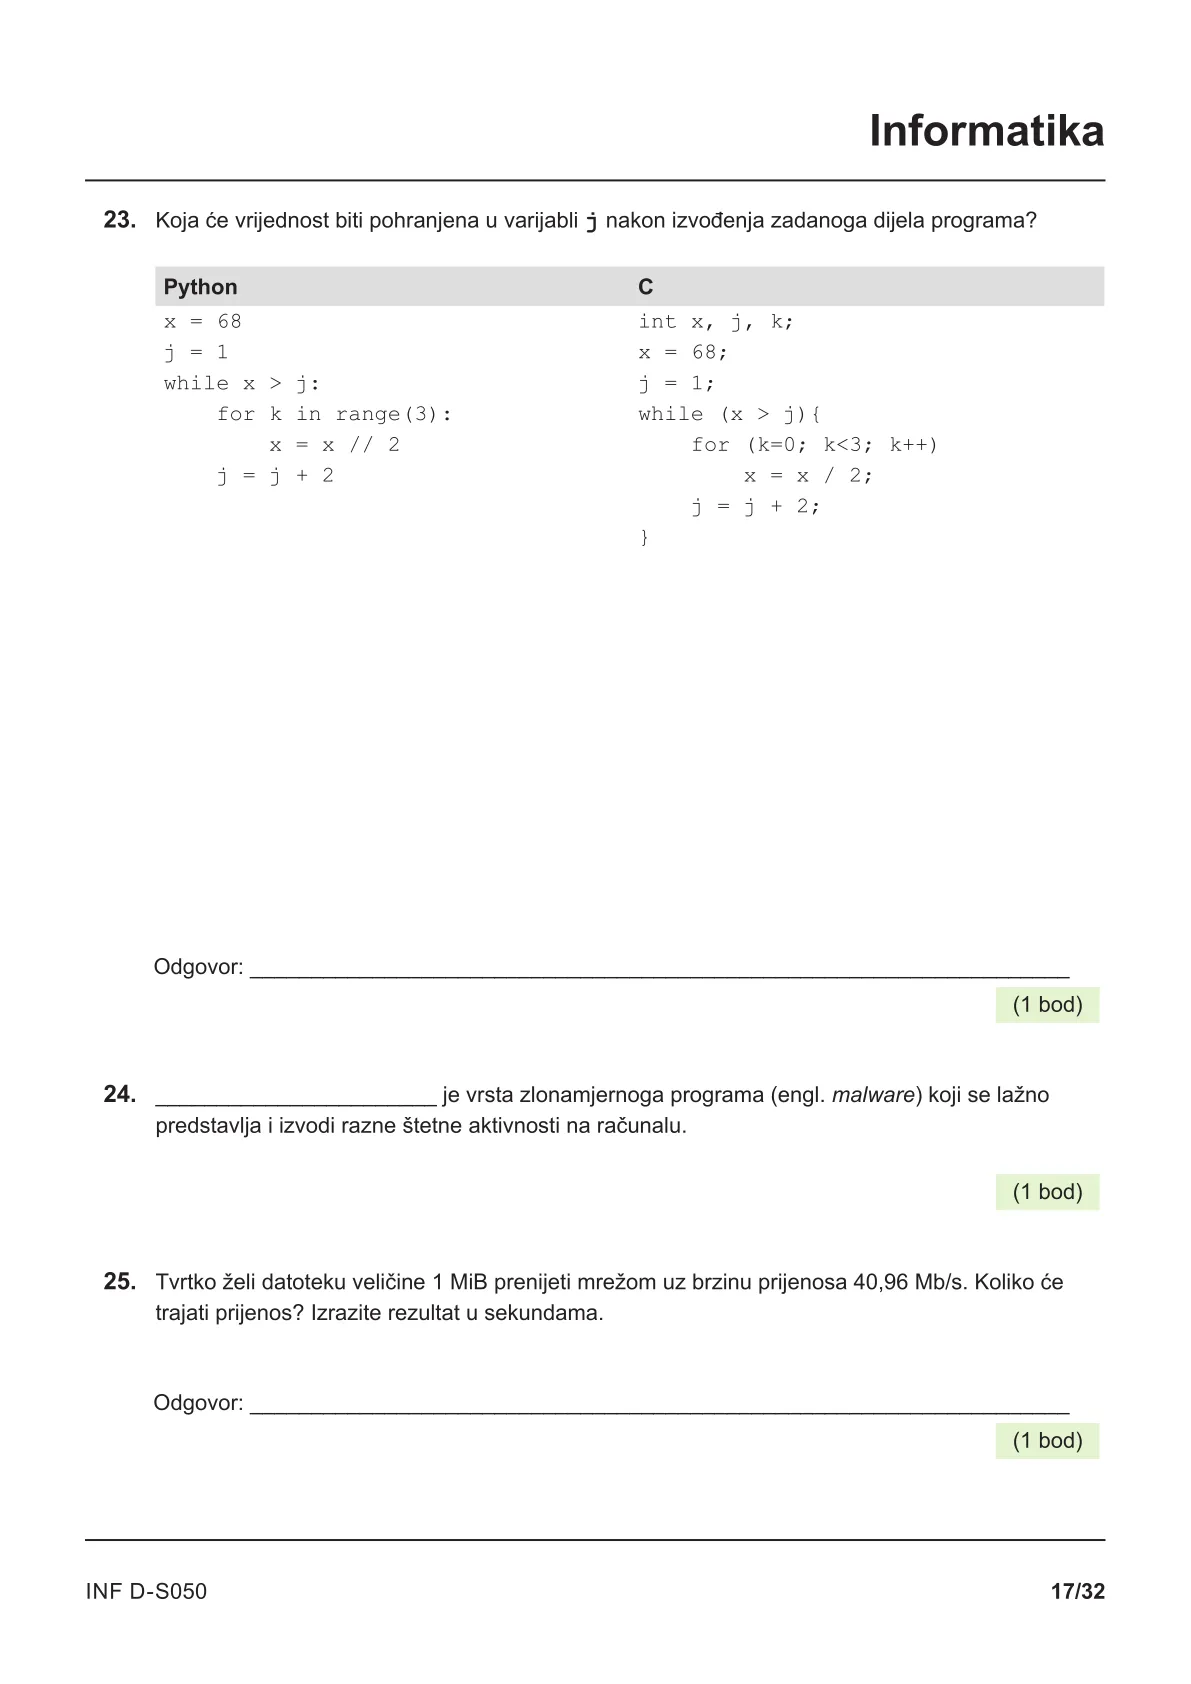 Informatika
23. Koja će vrijednost biti pohranjena u varijabli j nakon izvođenja zadanoga dijela programa?
Python C
x = 68 int x, j, k;
j = 1 x = 68;
while x > j: j = 1;
for k in range(3): while (x > j){
x = x // 2 for (k=0; k<3; k++)
j = j + 2 x = x / 2;
j = j + 2;
}
Odgovor: ____________________________________________________________________
(1 bod)
24. _______________________ je vrsta zlonamjernoga programa (engl. malware) koji se lažno
predstavlja i izvodi razne štetne aktivnosti na računalu.
(1 bod)
25. Tvrtko želi datoteku veličine 1 MiB prenijeti mrežom uz brzinu prijenosa 40,96 Mb/s. Koliko će
trajati prijenos? Izrazite rezultat u sekundama.
Odgovor: ____________________________________________________________________
(1 bod)
INF D-S050 17/32